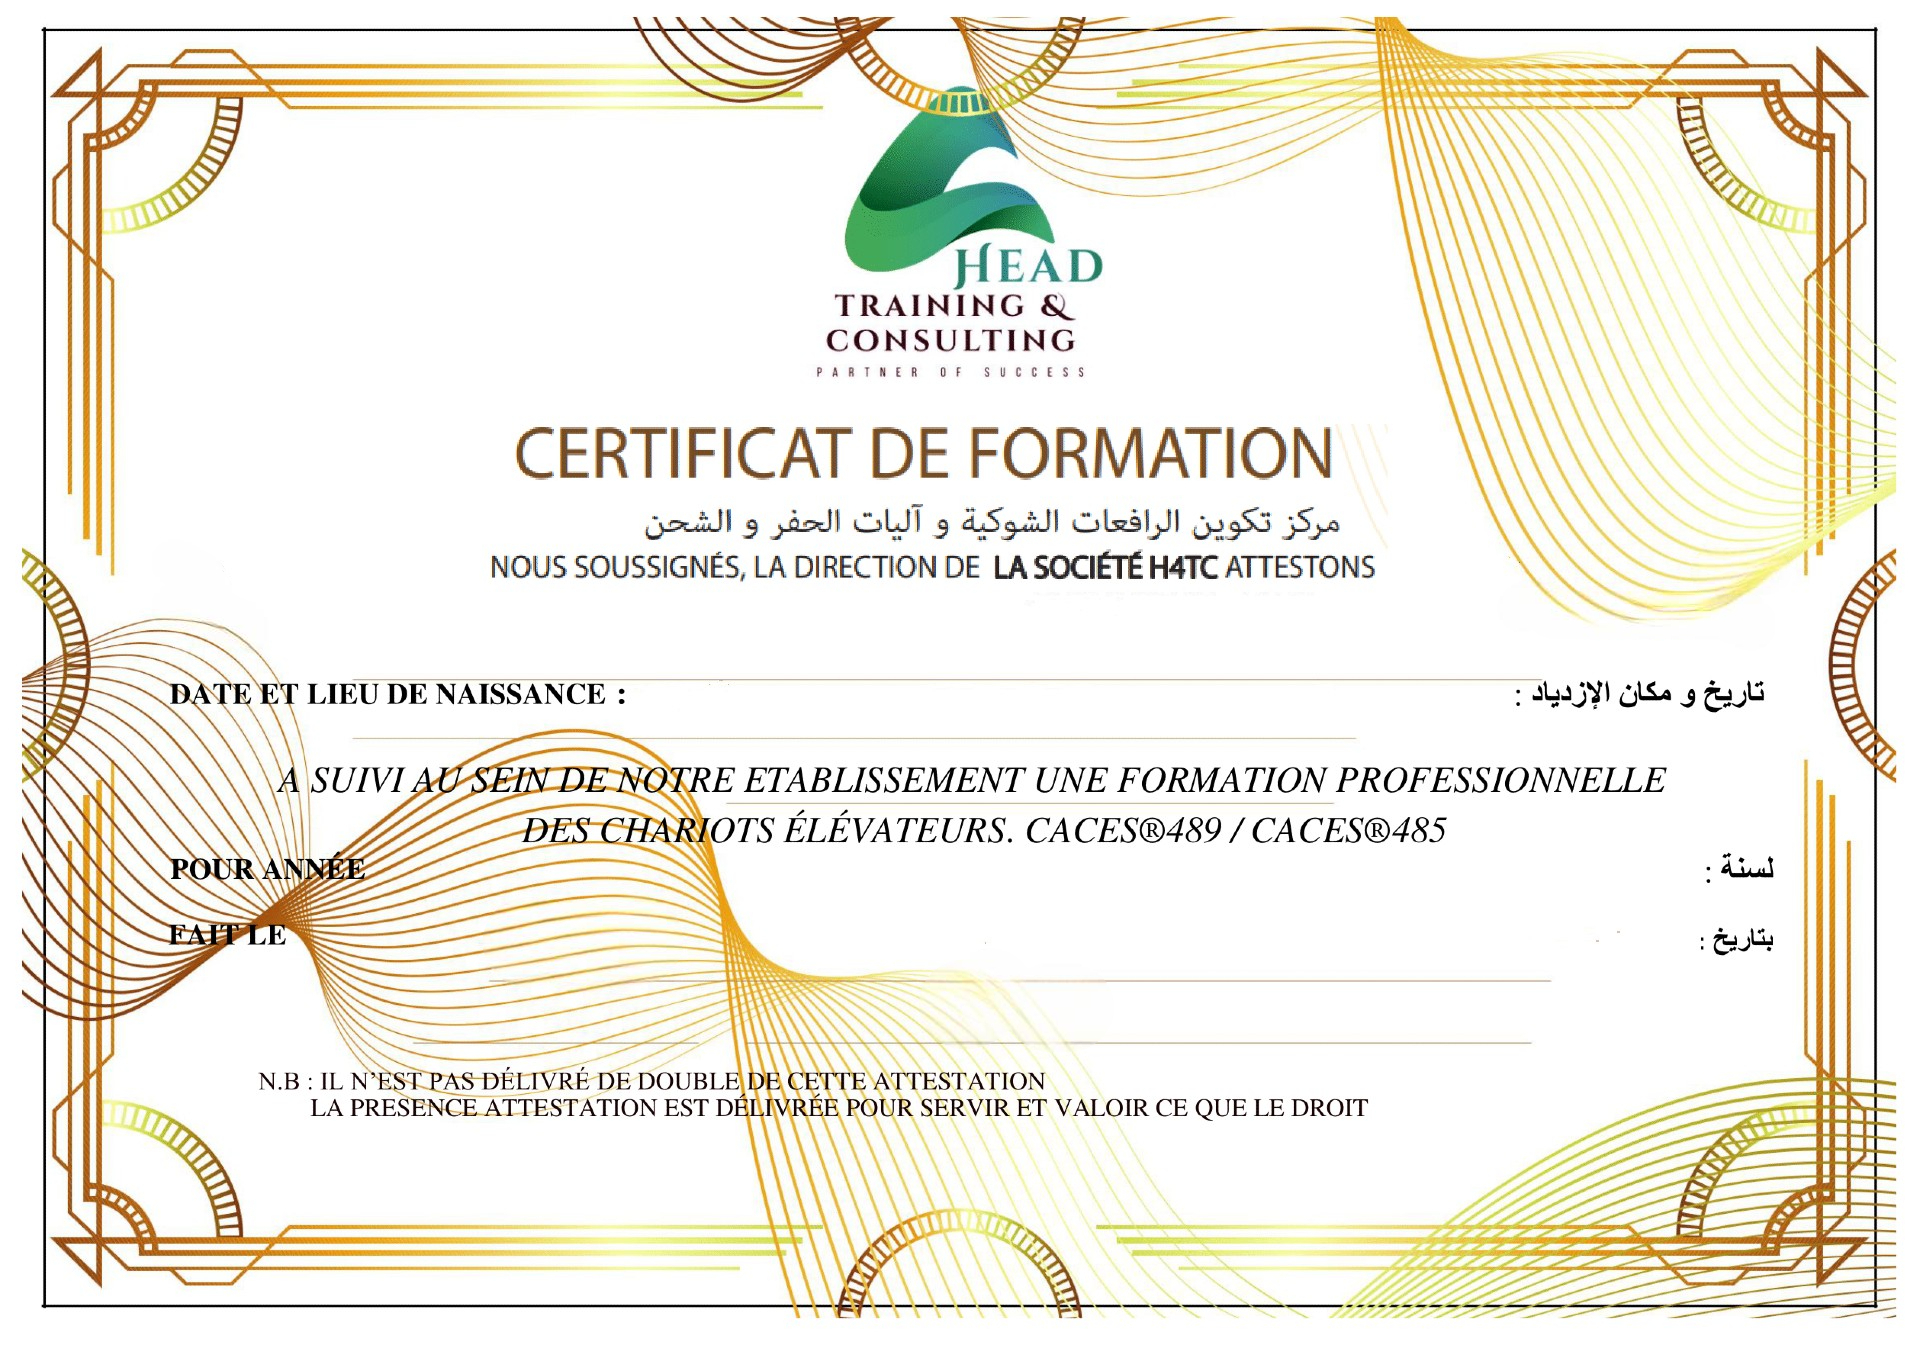 HEAD
TRAINING &
CONSULTING
PARTNER OF SUCCESS
CERTIFICAT DE FORMATION
مركز تكوين الرافعات الشوكية و آليات الحفر و الشحن
NOUS SOUSSIGNÉS, LA DIRECTION DE LA SOCIÉTÉ H4TC ATTESTONS
DATE ET LIEU DE NAISSANCE : تاريخ و مكان الإزدياد :
A SUIVI AU SEIN DE NOTRE ETABLISSEMENT UNE FORMATION PROFESSIONNELLE
DES CHARIOTS ÉLÉVATEURS. CACES®489 / CACES®485
POUR ANNÉE لسنة :
FAIT LE بتاريخ :
N.B : IL N’EST PAS DÉLIVRÉ DE DOUBLE DE CETTE ATTESTATION
LA PRESENCE ATTESTATION EST DÉLIVRÉE POUR SERVIR ET VALOIR CE QUE LE DROIT